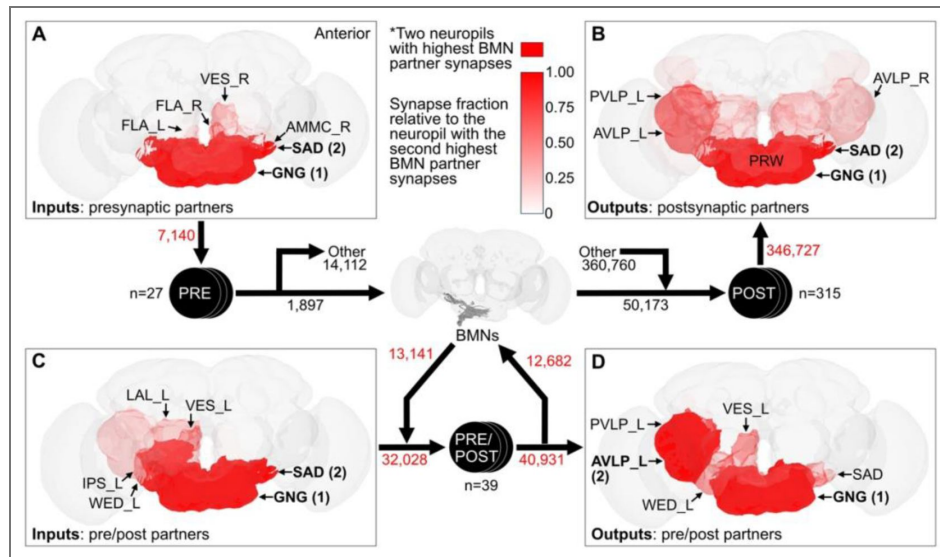 A
Anterior
VES_R
FLA_R
FLA_L
AMMC_R
SAD (2)
GNG (1)
Inputs: presynaptic partners
*Two neuropils
with highest BMN
partner synapses
Synapse fraction
relative to the
neuropil with the
second highest
BMN partner
synapses
1.00
0.75
0.50
0.25
0
B
PVLP_L
AVLP_R
AVLP_L
SAD (2)
PRW
GNG (1)
Outputs: postsynaptic partners
7,140
Other
14,112
n=27
PRE
1,897
BMNs
Other
360,760
50,173
346,727
POST
n=315
13,141
12,682
C
LAL_L
VES_L
IPS_L
WED_L
SAD (2)
GNG (1)
Inputs: pre/post partners
32,028
PRE/
POST
n=39
40,931
D
PVLP_L
VES_L
AVLP_L
(2)
SAD
WED_L
GNG (1)
Outputs: pre/post partners